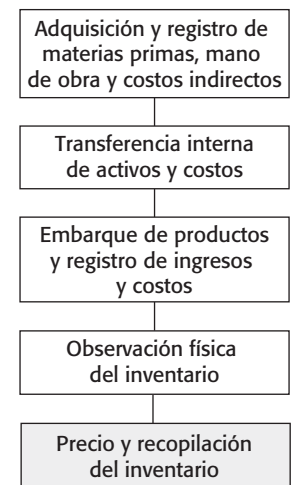 Adquisición y registro de
materias primas, mano
de obra y costos indirectos
Transferencia interna
de activos y costos
Embarque de productos
y registro de ingresos
y costos
Observación física
del inventario
Precio y recopilación
del inventario